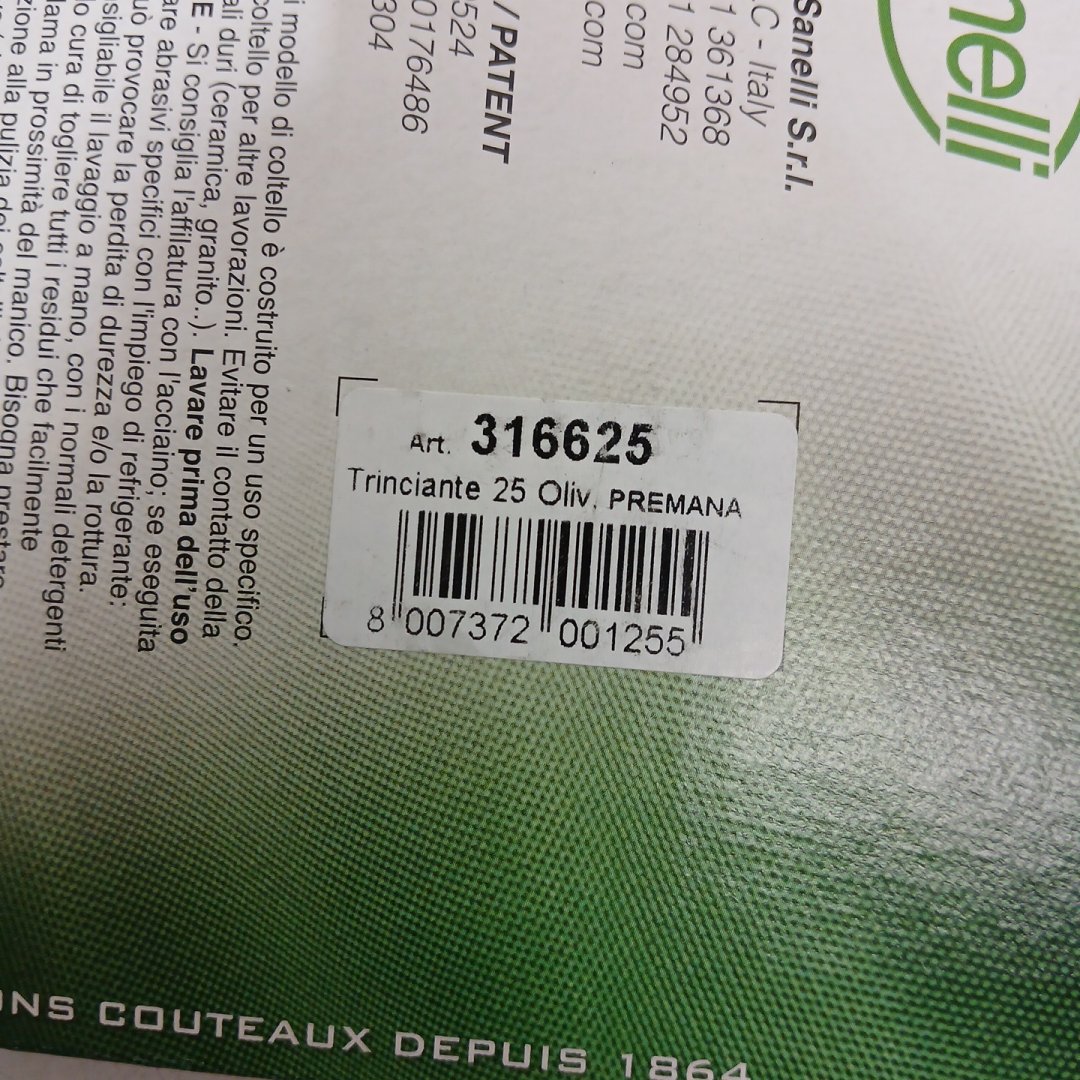 Art. 316625
Trinciante 25 Oliv. PREMANA
8 007372 001255
nelli
Sanelli S.r.l.
C - Italy
1 361368
1 284952
com
com
/ PATENT
0524
0176486
304
i modello di coltello è costruito per un uso specifico.
coltello per altre lavorazioni. Evitare il contatto della
ali duri (ceramica, granito..). Lavare prima dell'uso
E - Si consiglia l'affilatura con l'acciaino; se eseguita
are abrasivi specifici con l'impiego di refrigerante;
uò provocare la perdita di durezza e/o la rottura.
sigliabile il lavaggio a mano, con i normali detergenti
o cura di togliere tutti i residui che facilmente
lama in prossimità del manico. Bisogna prestare
zione alla pulizia dei
ONS COUTEAUX DEPUIS 1864